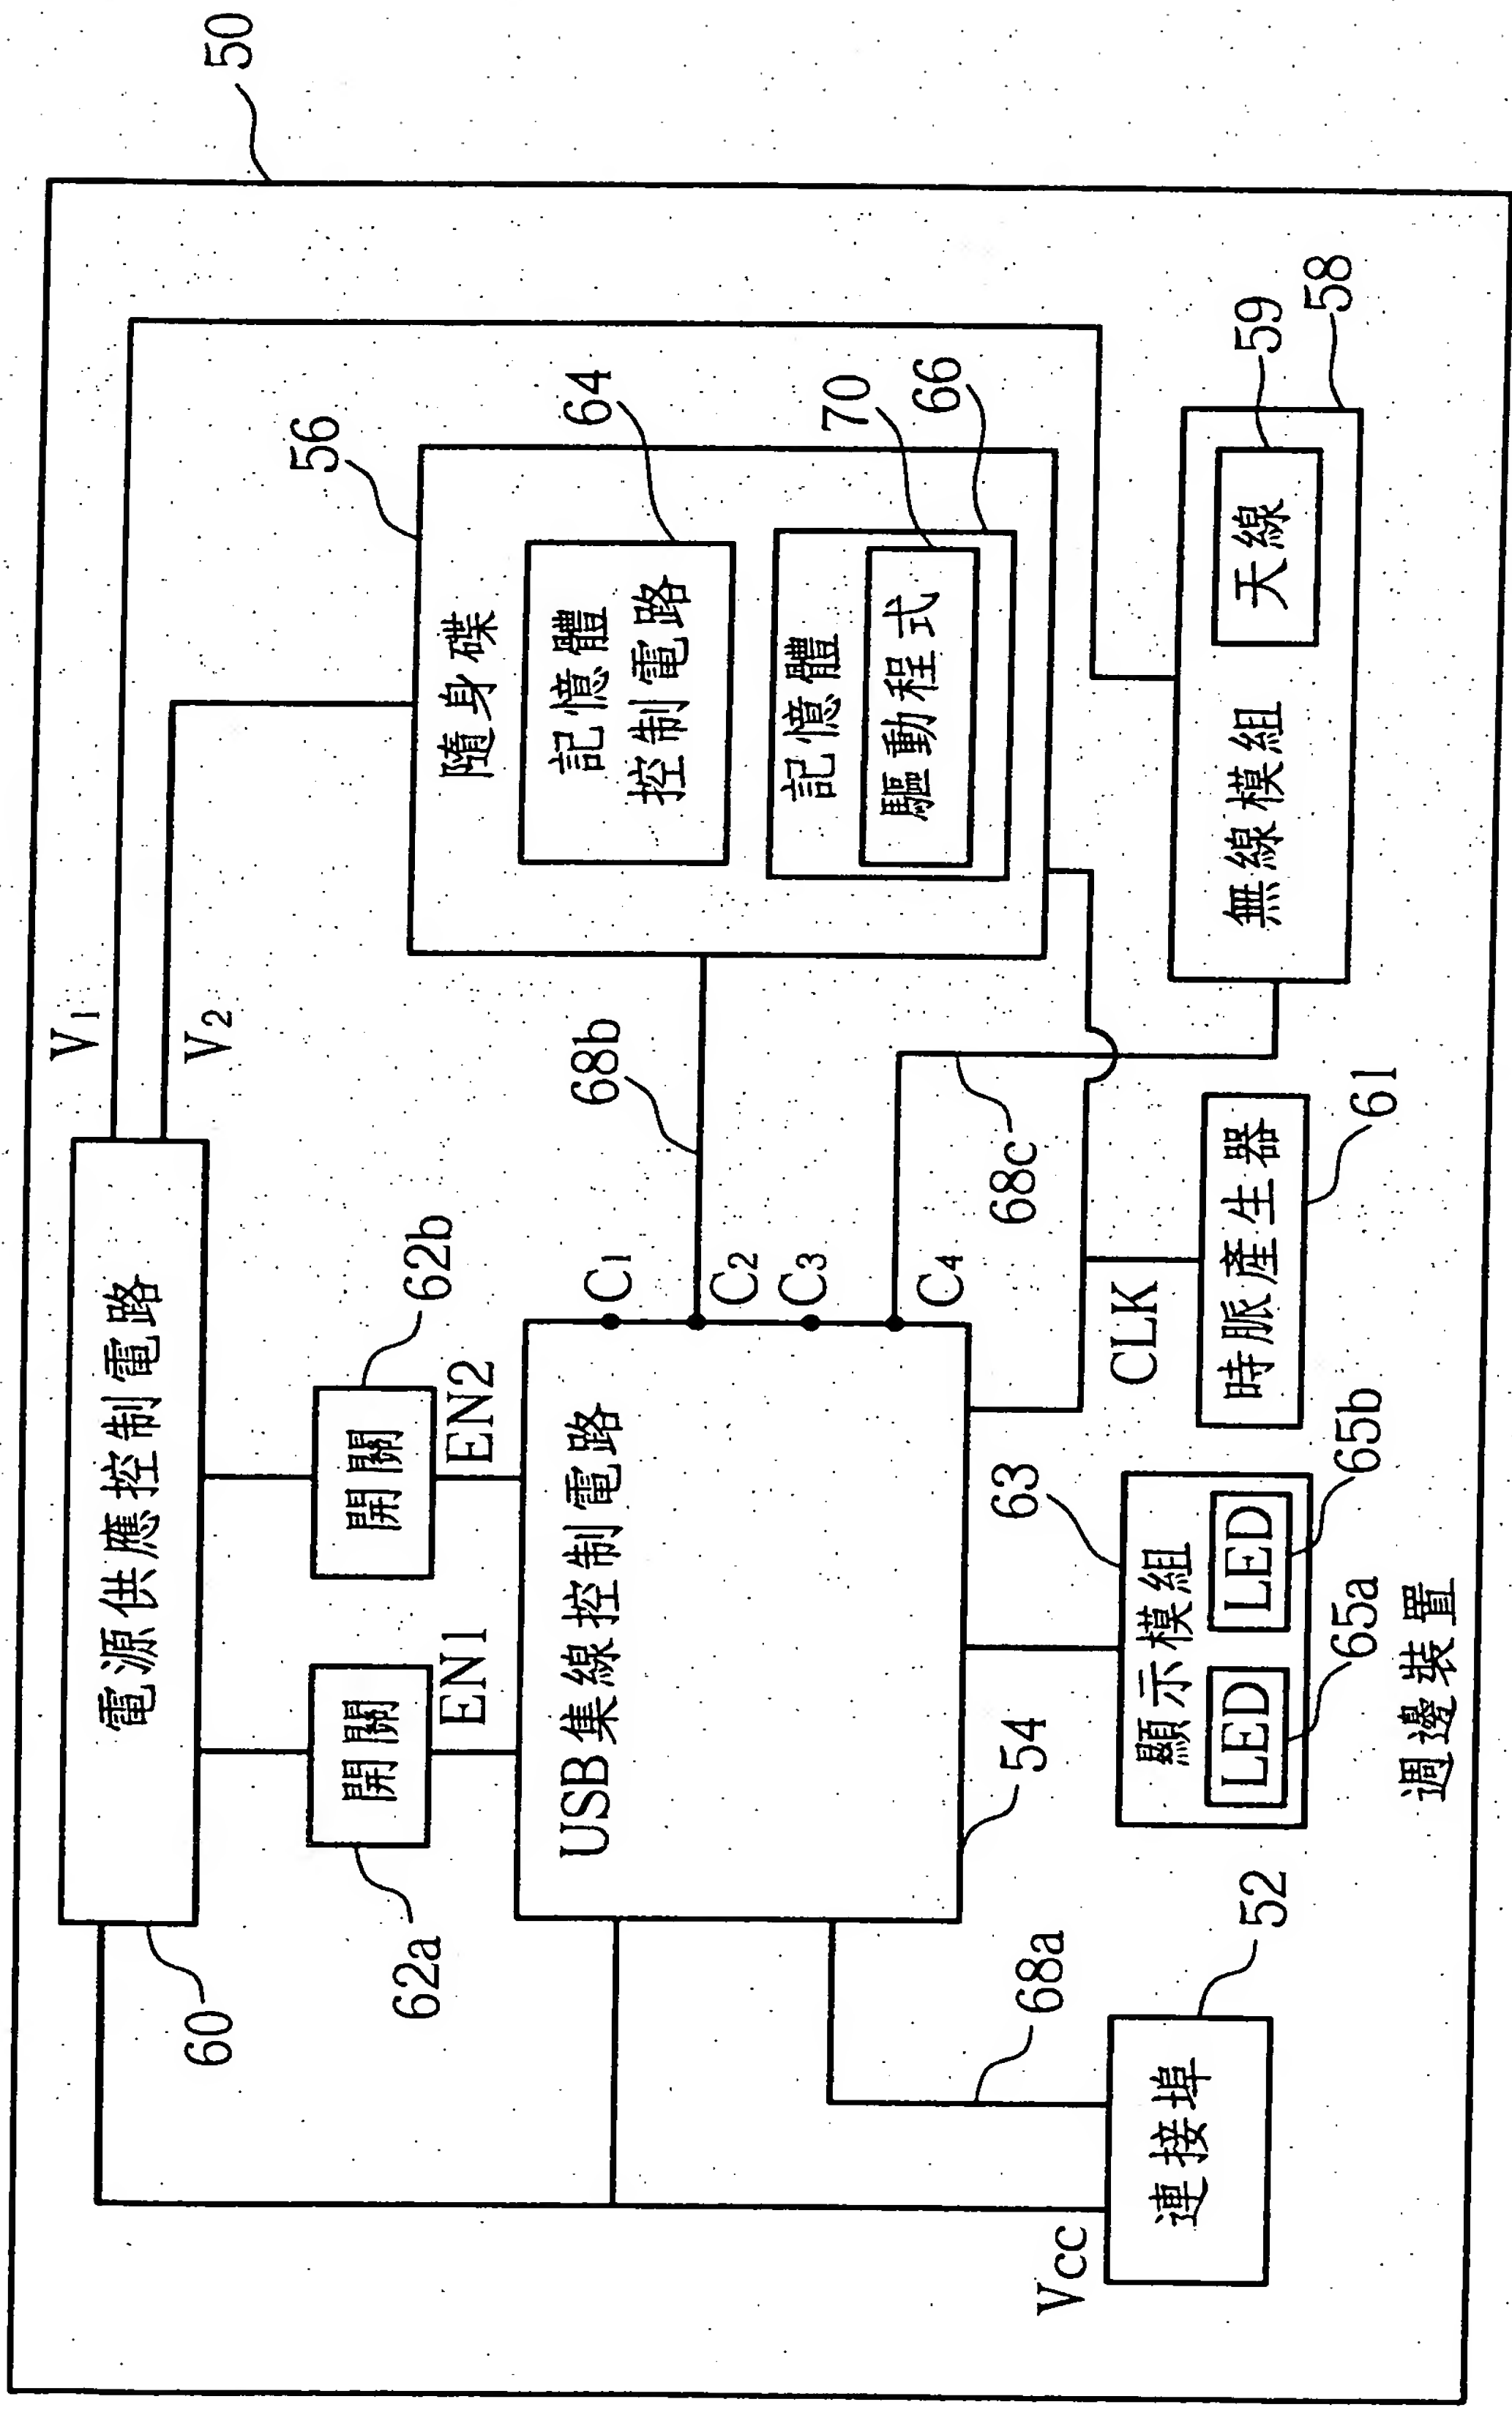 50
V1
V2
電源供應控制電路
60
開關
62a
開關
62b
EN1
EN2
USB集線控制電路
54
C1
C2
C3
C4
68b
68c
68a
隨身碟
56
記憶體
控制電路
64
記憶體
66
驅動程式
70
無線模組
58
天線
59
時脈產生器
61
CLK
顯示模組
63
LED
65a
LED
65b
連接埠
52
Vcc
週邊裝置